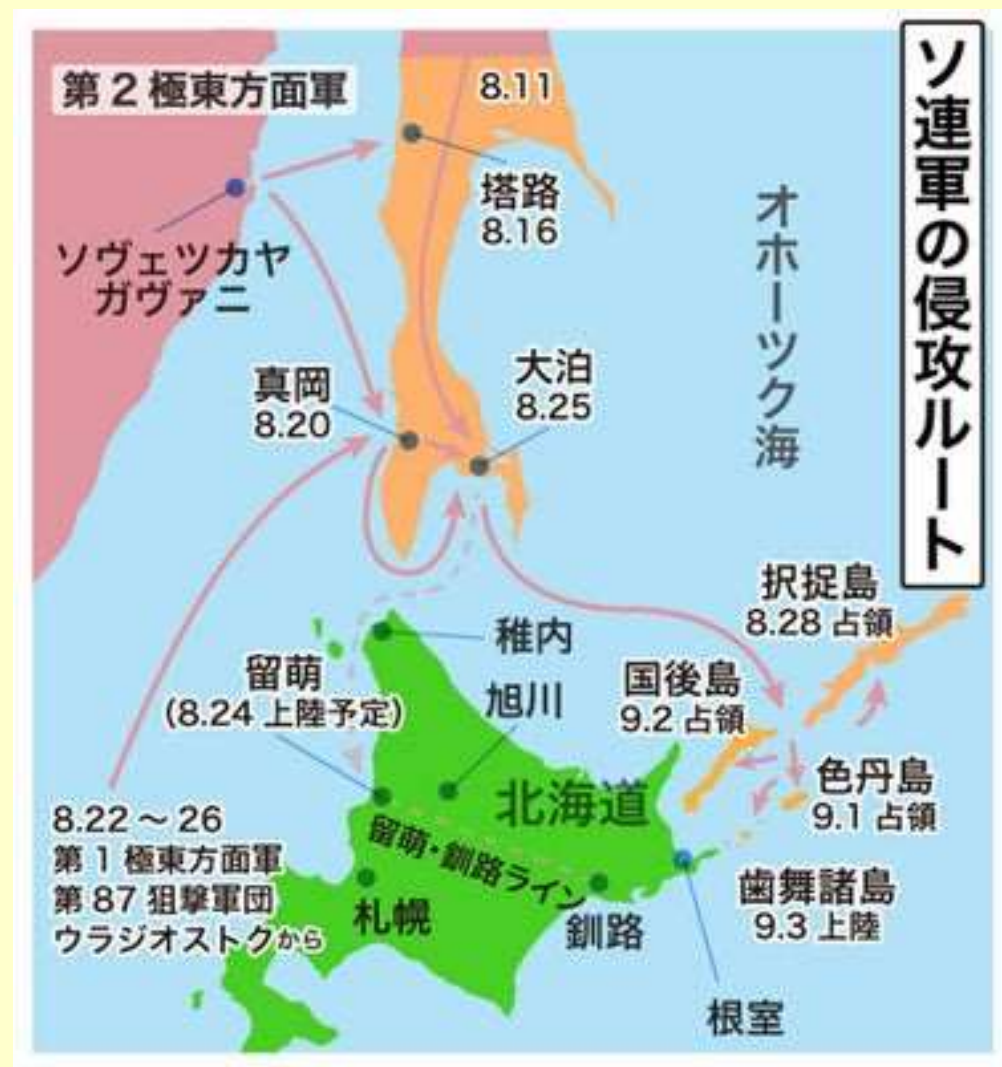 ソ連軍の侵攻ルート
第2極東方面軍
8.11
塔路
8.16
ソヴェツカヤ
ガヴァニ
オホーツク海
真岡
8.20
大泊
8.25
択捉島
8.28 占領
稚内
留萌
(8.24 上陸予定)
旭川
国後島
9.2 占領
色丹島
9.1 占領
北海道
留萌・釧路ライン
8.22～26
第1極東方面軍
第87狙撃軍団
ウラジオストクから
札幌
釧路
歯舞諸島
9.3 上陸
根室